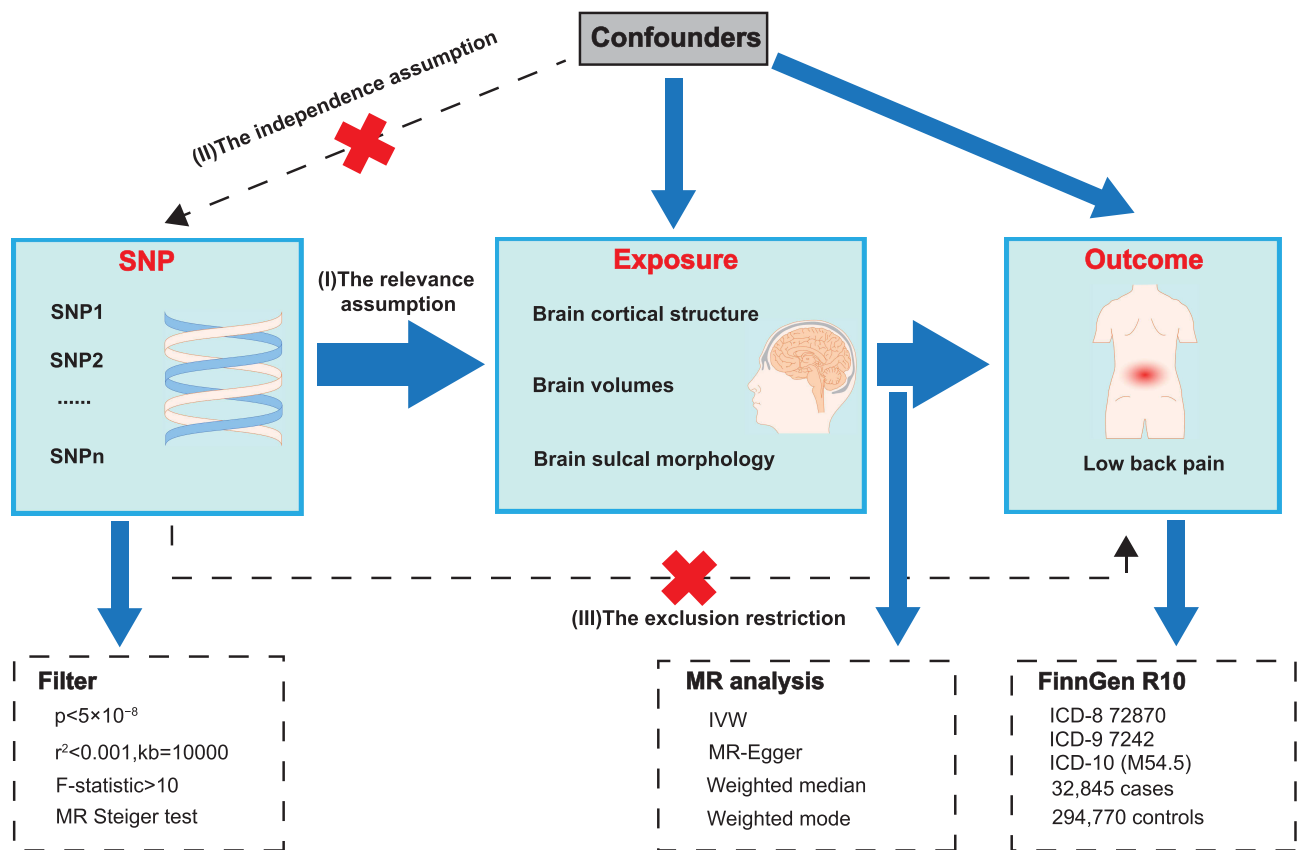 Confounders
(II)The independence assumption
SNP
SNP1
SNP2
......
SNPn
(I)The relevance
assumption
Exposure
Brain cortical structure
Brain volumes
Brain sulcal morphology
Outcome
Low back pain
(III)The exclusion restriction
Filter
p<5×10⁻⁸
r²<0.001,kb=10000
F-statistic>10
MR Steiger test
MR analysis
IVW
MR-Egger
Weighted median
Weighted mode
FinnGen R10
ICD-8 72870
ICD-9 7242
ICD-10 (M54.5)
32,845 cases
294,770 controls